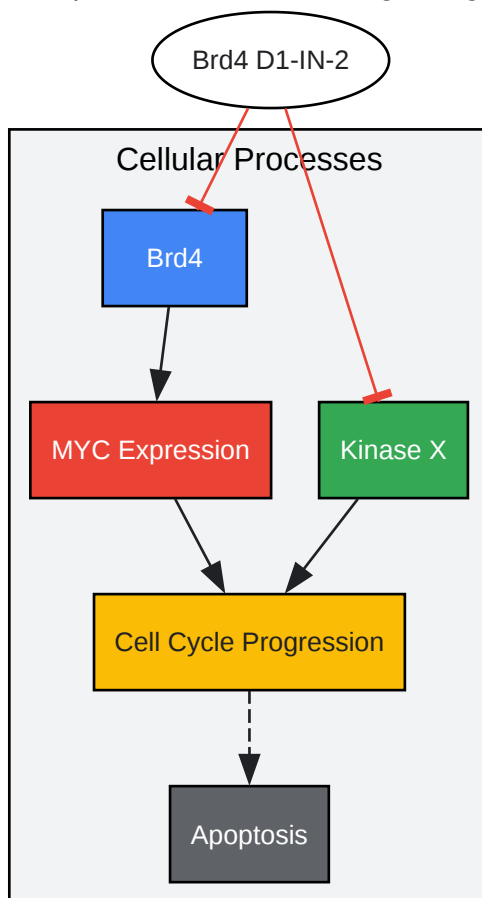 Brd4 D1-IN-2
Cellular Processes
Brd4
MYC Expression
Kinase X
Cell Cycle Progression
Apoptosis